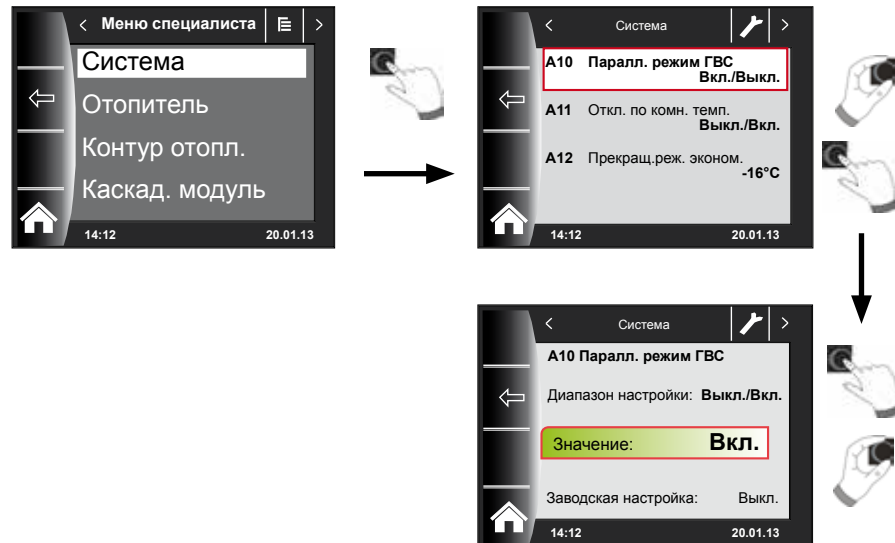 Меню специалиста
Система
Отопитель
Контур отопл.
Каскад. модуль
14:12 20.01.13
Система
A10 Паралл. режим ГВС
Вкл./Выкл.
A11 Откл. по комн. темп.
Выкл./Вкл.
A12 Прекращ.реж. эконом.
-16°C
14:12 20.01.13
Система
A10 Паралл. режим ГВС
Диапазон настройки: Выкл./Вкл.
Значение: Вкл.
Заводская настройка: Выкл.
14:12 20.01.13